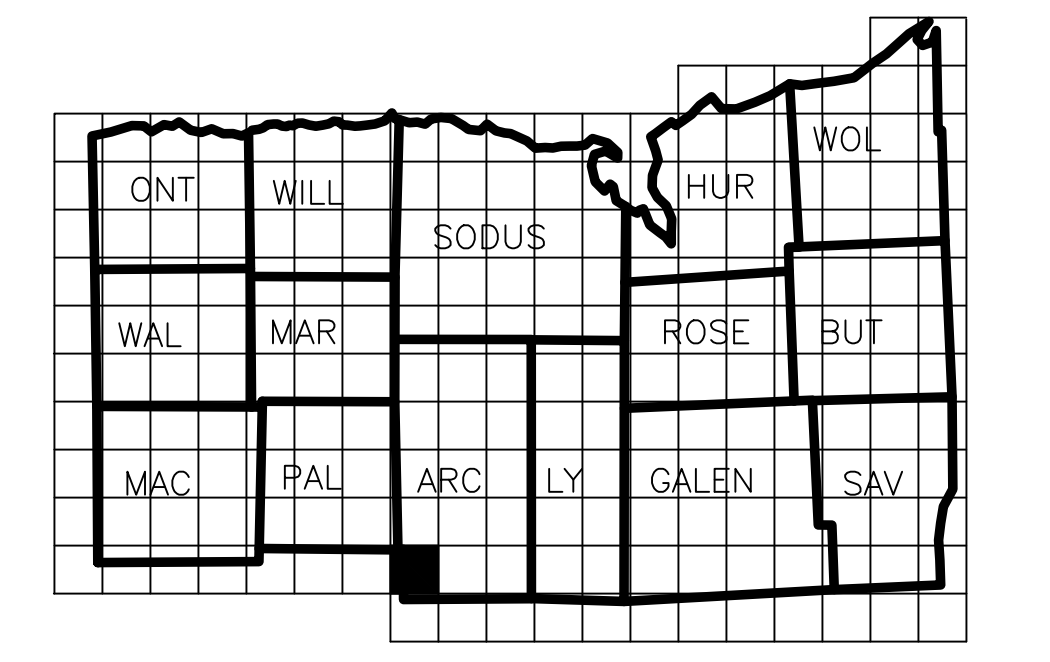 WOL
ONT
WILL
HUR
SODUS
WAL
MAR
ROSE
BUT
MAC
PAL
ARC
LY
GALEN
SAV